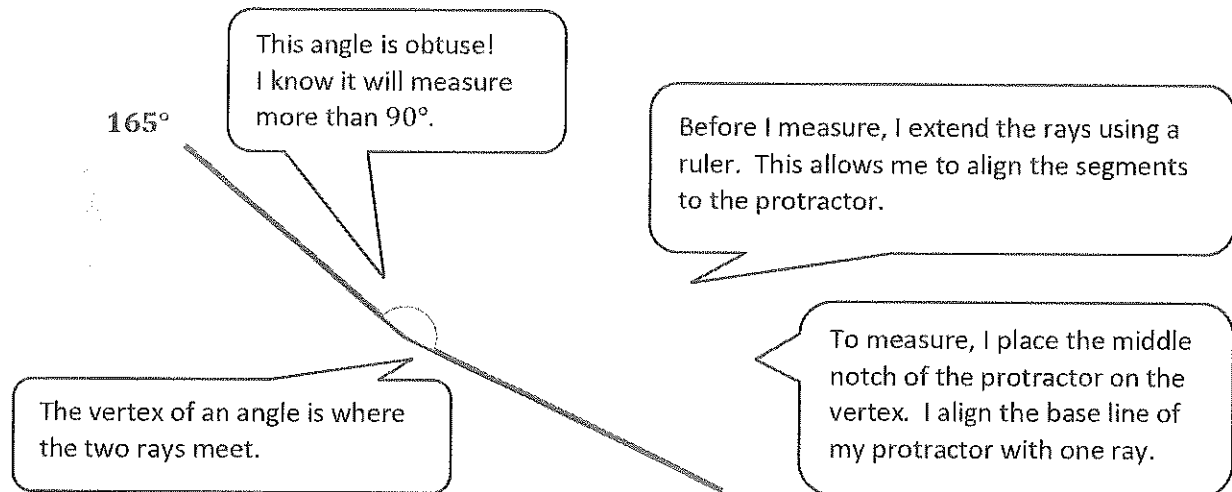 This angle is obtuse!
I know it will measure
more than 90°.
165°
Before I measure, I extend the rays using a
ruler. This allows me to align the segments
to the protractor.
To measure, I place the middle
notch of the protractor on the
vertex. I align the base line of
my protractor with one ray.
The vertex of an angle is where
the two rays meet.